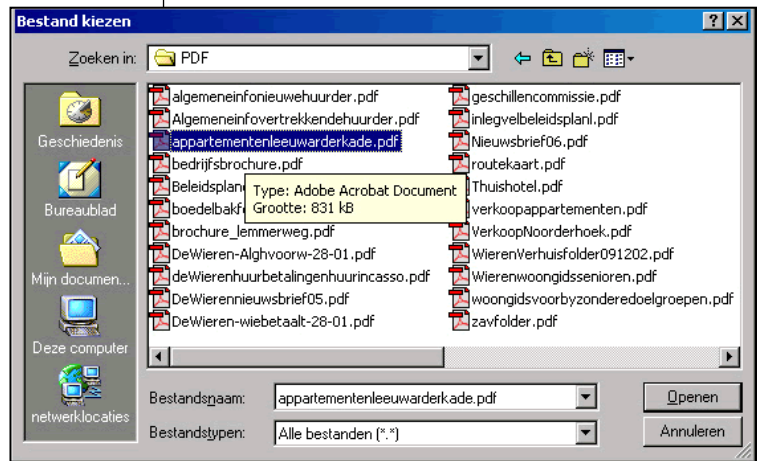 Bestand kiezen
Zoeken in: PDF
Geschiedenis
Bureaublad
Mijn documen...
Deze computer
netwerklocaties
algemeneinfonieuwehuurder.pdf
Algemeneinfovertrekkendehuurder.pdf
appartementenleeuwarderkade.pdf
bedrijfsbrochure.pdf
Beleidsplan
boedelbakf
brochure_lemmerweg.pdf
DeWieren-Alghvoorw-28-01.pdf
deWierenhuurbetalingenhuurincasso.pdf
DeWierennieuwsbrief05.pdf
DeWieren-wiebetaalt-28-01.pdf
Type: Adobe Acrobat Document
Grootte: 831 kB
geschillencommissie.pdf
inlegvelbeleidsplanl.pdf
Nieuwsbrief06.pdf
routekaart.pdf
Thuishotel.pdf
verkoopappartementen.pdf
VerkoopNoorderhoek.pdf
WierenVerhuisfolder091202.pdf
Wierenwoongidssenioren.pdf
woongidsvoorbyzonderedoelgroepen.pdf
zavfolder.pdf
Bestandsnaam: appartementenleeuwarderkade.pdf
Openen
Bestandstypen: Alle bestanden (*.*)
Annuleren